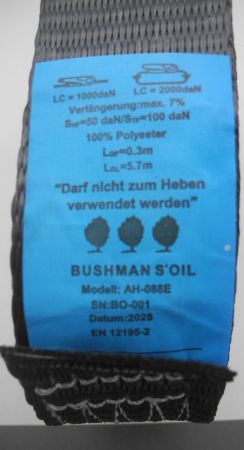 LC = 1000daN LC = 2000daN
Verlängerung:max. 7%
SHF=50 daN/STF=100 daN
100% Polyester
LGF=0.3m
LGL=5.7m
"Darf nicht zum Heben
verwendet werden"
BUSHMAN S'OIL
Modell: AH-088E
SN:BO-001
Datum:2025
EN 12195-2